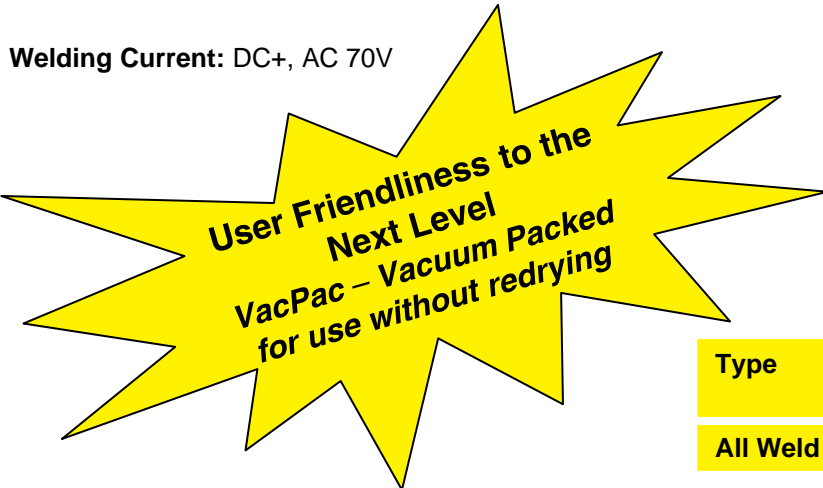 Welding Current: DC+, AC 70V
User Friendliness to the
Next Level
VacPac – Vacuum Packed
for use without redrying
Type
All Weld